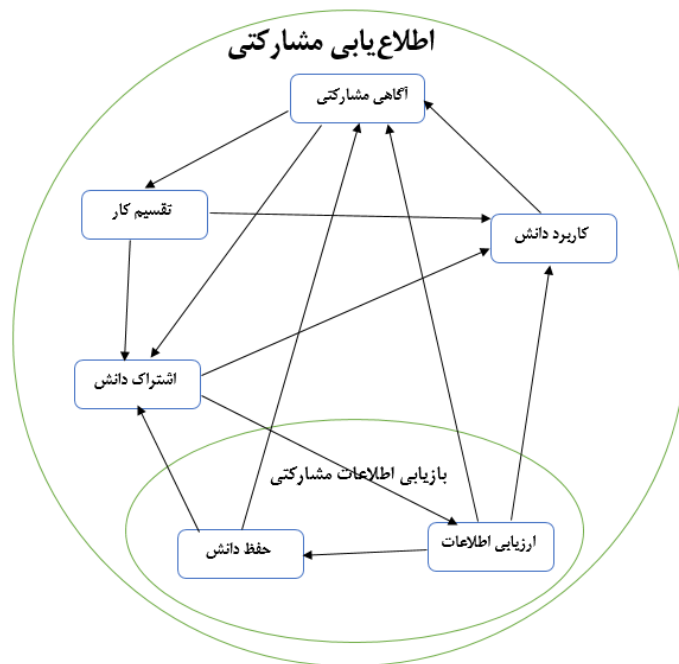 اطلاع‌یابی مشارکتی
آگاهی مشارکتی
تقسیم کار
کاربرد دانش
اشتراک دانش
بازیابی اطلاعات مشارکتی
ارزیابی اطلاعات
حفظ دانش